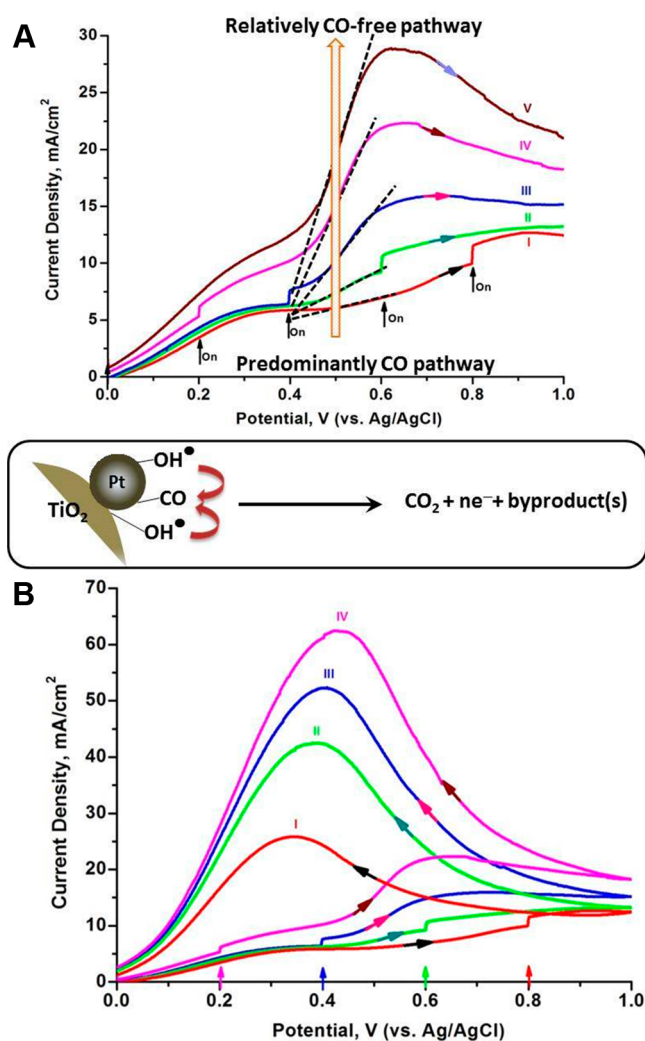 A
Relatively CO-free pathway
30
25
20
15
10
5
0
Current Density, mA/cm²
V
IV
III
II
I
On
On
On
On
Predominantly CO pathway
0.0
0.2
0.4
0.6
0.8
1.0
Potential, V (vs. Ag/AgCl)
OH•
Pt
CO
TiO₂
OH•
CO₂ + ne⁻+ byproduct(s)
B
70
60
50
40
30
20
10
0
Current Density, mA/cm²
IV
III
II
I
0.0
0.2
0.4
0.6
0.8
1.0
Potential, V (vs. Ag/AgCl)